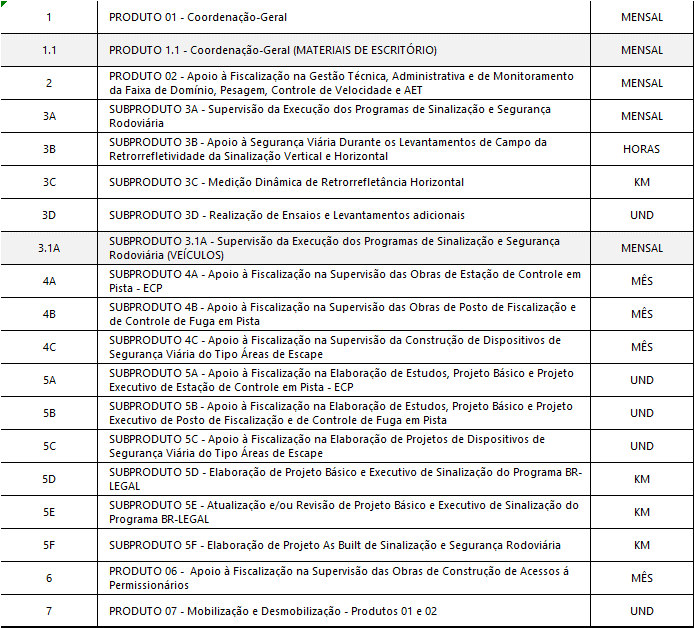 1 PRODUTO 01 - Coordenação-Geral MENSAL
1.1 PRODUTO 1.1 - Coordenação-Geral (MATERIAIS DE ESCRITÓRIO) MENSAL
2 PRODUTO 02 - Apoio à Fiscalização na Gestão Técnica, Administrativa e de Monitoramento MENSAL
da Faixa de Domínio, Pesagem, Controle de Velocidade e AET
3A SUBPRODUTO 3A - Supervisão da Execução dos Programas de Sinalização e Segurança MENSAL
Rodoviária
3B SUBPRODUTO 3B - Apoio à Segurança Viária Durante os Levantamentos de Campo da HORAS
Retrorrefletividade da Sinalização Vertical e Horizontal
3C SUBPRODUTO 3C - Medição Dinâmica de Retrorrefletância Horizontal KM
3D SUBPRODUTO 3D - Realização de Ensaios e Levantamentos adicionais UND
3.1A SUBPRODUTO 3.1A - Supervisão da Execução dos Programas de Sinalização e Segurança MENSAL
Rodoviária (VEÍCULOS)
4A SUBPRODUTO 4A - Apoio à Fiscalização na Supervisão das Obras de Estação de Controle em MÊS
Pista - ECP
4B SUBPRODUTO 4B - Apoio à Fiscalização na Supervisão das Obras de Posto de Fiscalização e MÊS
de Controle de Fuga em Pista
4C SUBPRODUTO 4C - Apoio à Fiscalização na Supervisão da Construção de Dispositivos de MÊS
Segurança Viária do Tipo Áreas de Escape
5A SUBPRODUTO 5A - Apoio à Fiscalização na Elaboração de Estudos, Projeto Básico e Projeto UND
Executivo de Estação de Controle em Pista - ECP
5B SUBPRODUTO 5B - Apoio à Fiscalização na Elaboração de Estudos, Projeto Básico e Projeto UND
Executivo de Posto de Fiscalização e de Controle de Fuga em Pista
5C SUBPRODUTO 5C - Apoio à Fiscalização na Elaboração de Projetos de Dispositivos de UND
Segurança Viária do Tipo Áreas de Escape
5D SUBPRODUTO 5D - Elaboração de Projeto Básico e Executivo de Sinalização do Programa BR- KM
LEGAL
5E SUBPRODUTO 5E - Atualização e/ou Revisão de Projeto Básico e Executivo de Sinalização do KM
Programa BR-LEGAL
5F SUBPRODUTO 5F - Elaboração de Projeto As Built de Sinalização e Segurança Rodoviária KM
6 PRODUTO 06 - Apoio à Fiscalização na Supervisão das Obras de Construção de Acessos á MÊS
Permissionários
7 PRODUTO 07 - Mobilização e Desmobilização - Produtos 01 e 02 UND